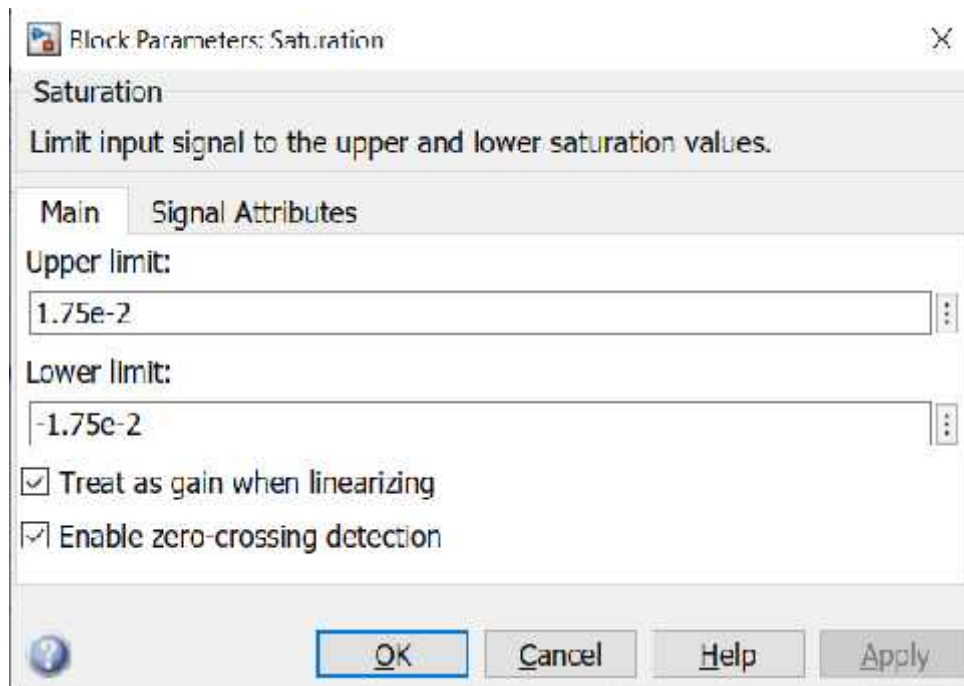 Block Parameters: Saturation
Saturation
Limit input signal to the upper and lower saturation values.
Main Signal Attributes
Upper limit:
1.75e-2
Lower limit:
-1.75e-2
Treat as gain when linearizing
Enable zero-crossing detection
OK Cancel Help Apply